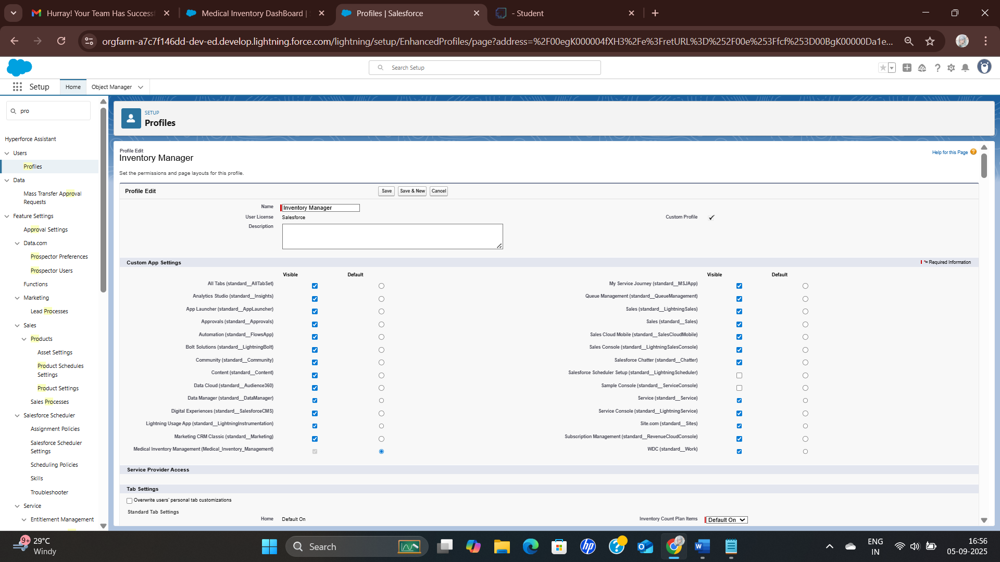 Hurray! Your Team Has Success
Medical Inventory DashBoard |
Profiles | Salesforce
- Student
orgfarm-a7c7f146dd-dev-ed.develop.lightning.force.com/lightning/setup/EnhancedProfiles/page?address=%2F00egK000004fXH3%2Fe%3FretURL%3D%252F00e%253Ffcf%253D00BgK00000Da1e...
Search Setup
Setup
Home
Object Manager
pro
Hyperforce Assistant
Users
Profiles
Data
Mass Transfer Approval
Requests
Feature Settings
Approval Settings
Data.com
Prospector Preferences
Prospector Users
Functions
Marketing
Lead Processes
Sales
Products
Asset Settings
Product Schedules
Settings
Product Settings
Sales Processes
Salesforce Scheduler
Assignment Policies
Salesforce Scheduler
Settings
Scheduling Policies
Skills
Troubleshooter
Service
Entitlement Management
SETUP
Profiles
Profile Edit
Inventory Manager
Help for this Page
Set the permissions and page layouts for this profile.
Profile Edit
Save
Save & New
Cancel
Name
Inventory Manager
User License
Salesforce
Custom Profile
Description
Custom App Settings
= Required Information
Visible
Default
Visible
Default
All Tabs (standard__AllTabSet)
My Service Journey (standard__MSJApp)
Analytics Studio (standard__Insights)
Queue Management (standard__QueueManagement)
App Launcher (standard__AppLauncher)
Sales (standard__LightningSales)
Approvals (standard__Approvals)
Sales (standard__Sales)
Automation (standard__FlowsApp)
Sales Cloud Mobile (standard__SalesCloudMobile)
Bolt Solutions (standard__LightningBolt)
Sales Console (standard__LightningSalesConsole)
Community (standard__Community)
Salesforce Chatter (standard__Chatter)
Content (standard__Content)
Salesforce Scheduler Setup (standard__LightningScheduler)
Data Cloud (standard__Audience360)
Sample Console (standard__ServiceConsole)
Data Manager (standard__DataManager)
Service (standard__Service)
Digital Experiences (standard__SalesforceCMS)
Service Console (standard__LightningService)
Lightning Usage App (standard__LightningInstrumentation)
Site.com (standard__Sites)
Marketing CRM Classic (standard__Marketing)
Subscription Management (standard__RevenueCloudConsole)
Medical Inventory Management (Medical_Inventory_Management)
WDC (standard__Work)
Service Provider Access
Tab Settings
Overwrite users' personal tab customizations
Standard Tab Settings
Home
Default On
Inventory Count Plan Items
Default On
9+
29°C
Windy
Search
ENG
IN
16:56
05-09-2025